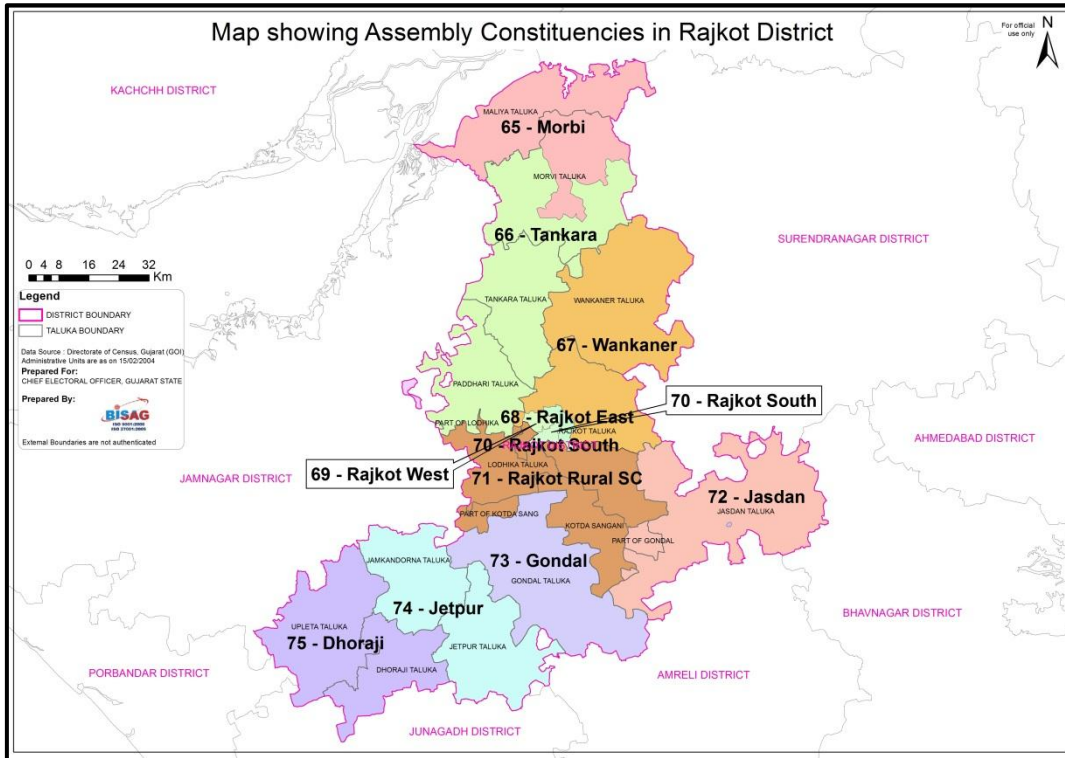 Map showing Assembly Constituencies in Rajkot District
For official
use only
N
KACHCHH DISTRICT
MALIYA TALUKA
65 - Morbi
MORVI TALUKA
66 - Tankara
SURENDRANAGAR DISTRICT
0 4 8 16 24 32
Km
Legend
DISTRICT BOUNDARY
TALUKA BOUNDARY
Data Source : Directorate of Census, Gujarat (GOI)
Administrative Units are as on 15/02/2004
Prepared For:
CHIEF ELECTORAL OFFICER, GUJARAT STATE
Prepared By:
BISAG
ISO 9001:2008
ISO 27001:2005
External Boundaries are not authenticated
TANKARA TALUKA
WANKANER TALUKA
67 - Wankaner
PADDHARI TALUKA
70 - Rajkot South
68 - Rajkot East
PART OF LODHIKA
RAJKOT TALUKA
70 - Rajkot South
AHMEDABAD DISTRICT
69 - Rajkot West
LODHIKA TALUKA
71 - Rajkot Rural SC
JAMNAGAR DISTRICT
72 - Jasdan
JASDAN TALUKA
PART OF KOTDA SANG
KOTDA SANGANI
PART OF GONDAL
73 - Gondal
GONDAL TALUKA
JAMKANDORNA TALUKA
74 - Jetpur
BHAVNAGAR DISTRICT
UPLETA TALUKA
75 - Dhoraji
JETPUR TALUKA
DHORAJI TALUKA
PORBANDAR DISTRICT
AMRELI DISTRICT
JUNAGADH DISTRICT